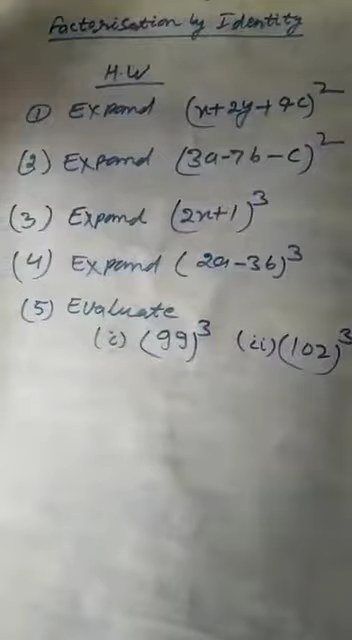 Factorisation by Identity
H.W
① Expand (x+2y+4c)²
(2) Expand (3a-7b-c)²
(3) Expand (2x+1)³
(4) Expand (2a-3b)³
(5) Evaluate
(i) (99)³ (ii) (102)³